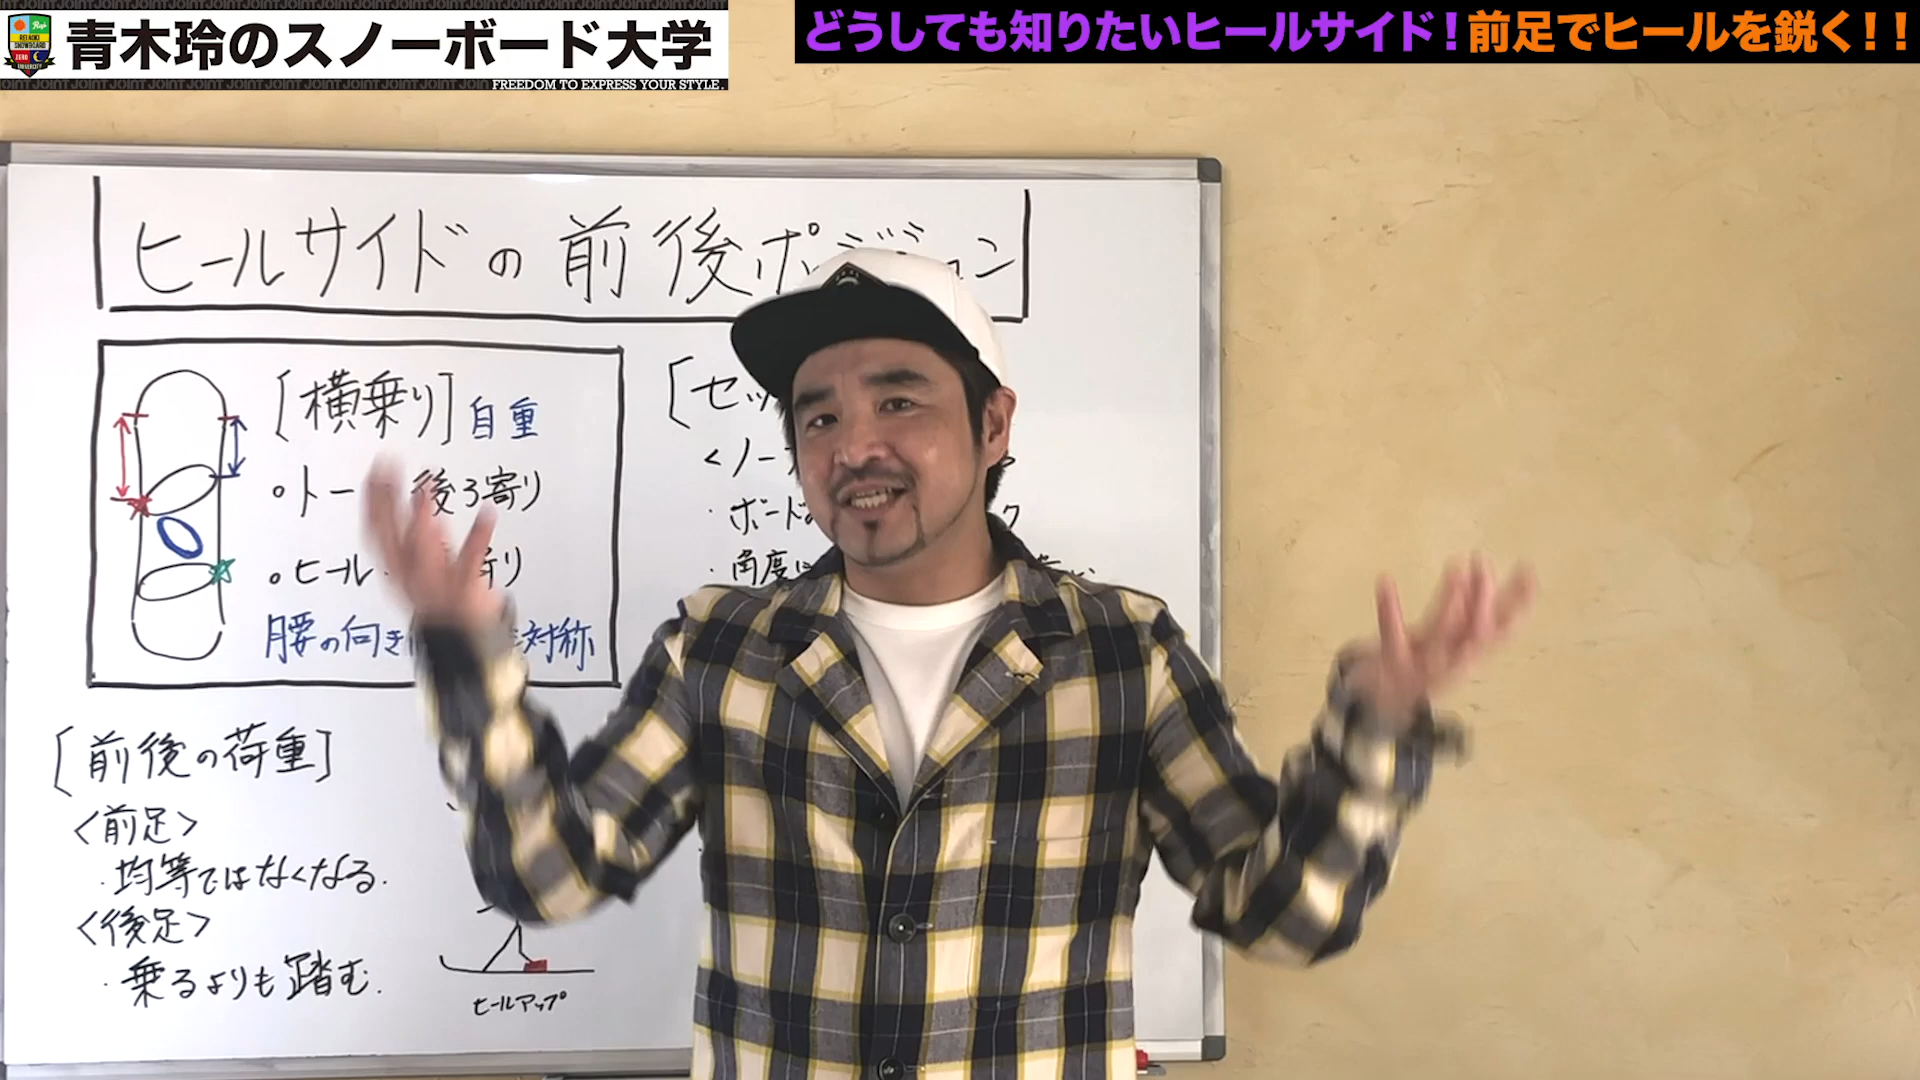 青木玲のスノーボード大学
FREEDOM TO EXPRESS YOUR STYLE.
どうしても知りたいヒールサイド！前足でヒールを鋭く！！
ヒールサイドの前後ポジション
[横乗り]自重
後ろ寄り
ヒール
腰の向き
対称
[前後の荷重]
<前足>
・均等ではなくなる.
<後足>
・乗るよりも踏む.
ヒールアップ
[セッ
<ノー
・ボード
・角度に